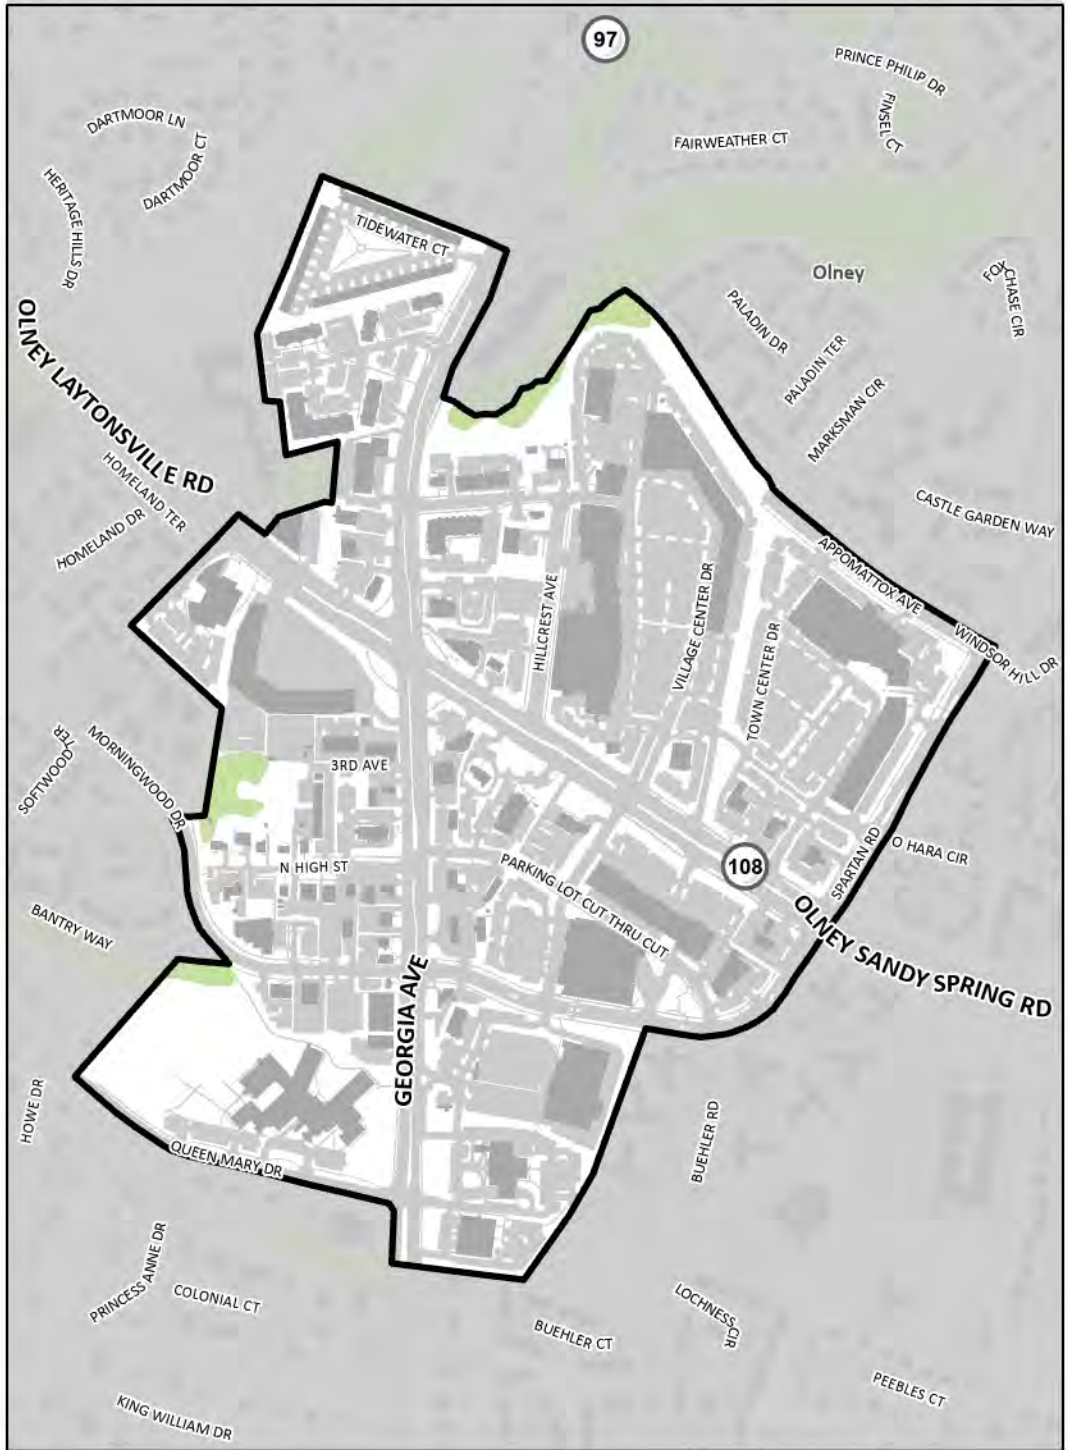 97
PRINCE PHILIP DR
FINSEL CT
DARTMOOR LN
FAIRWEATHER CT
DARTMOOR CT
HERITAGE HILLS DR
TIDEWATER CT
Olney
FOX CHASE CIR
PALADIN DR
OLNEY LAYTONSVILLE RD
PALADIN TER
MARKSMAN CIR
HOMELAND TER
CASTLE GARDEN WAY
HOMELAND DR
APPOMATTOX AVE
HILLCREST AVE
VILLAGE CENTER DR
TOWN CENTER DR
WINDSOR HILL DR
SOFTWOOD TER
MORNINGWOOD DR
3RD AVE
N HIGH ST
PARKING LOT CUT THRU CUT
108
SPARTAN RD
O HARA CIR
BANTRY WAY
OLNEY SANDY SPRING RD
GEORGIA AVE
HOWE DR
QUEEN MARY DR
BUEHLER RD
PRINCESS ANNE DR
COLONIAL CT
LOCHNESS CIR
BUEHLER CT
PEEBLES CT
KING WILLIAM DR